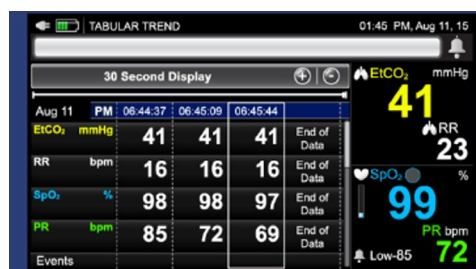 TABULAR TREND 01:45 PM, Aug 11, 15
30 Second Display
EtCO₂ mmHg
41
RR
23
Aug 11 PM 06:44:37 06:45:09 06:45:44
EtCO₂ mmHg 41 41 41 End of Data
RR bpm 16 16 16 End of Data
SpO₂ % 98 98 97 End of Data
PR bpm 85 72 69 End of Data
Events
SpO₂ %
99
PR bpm
Low-85 72